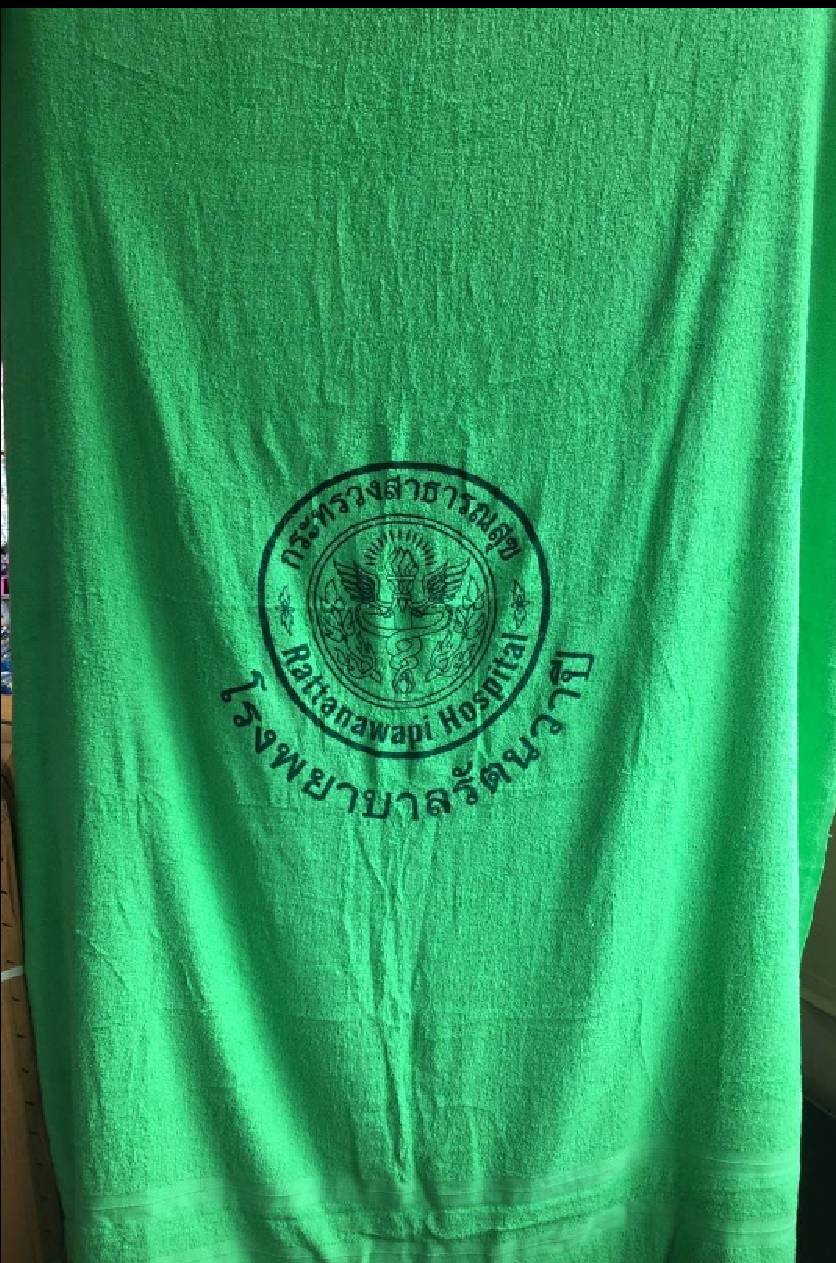 กระทรวงสาธารณสุข
Rattanawapi Hospital
โรงพยาบาลรัตนวาปี